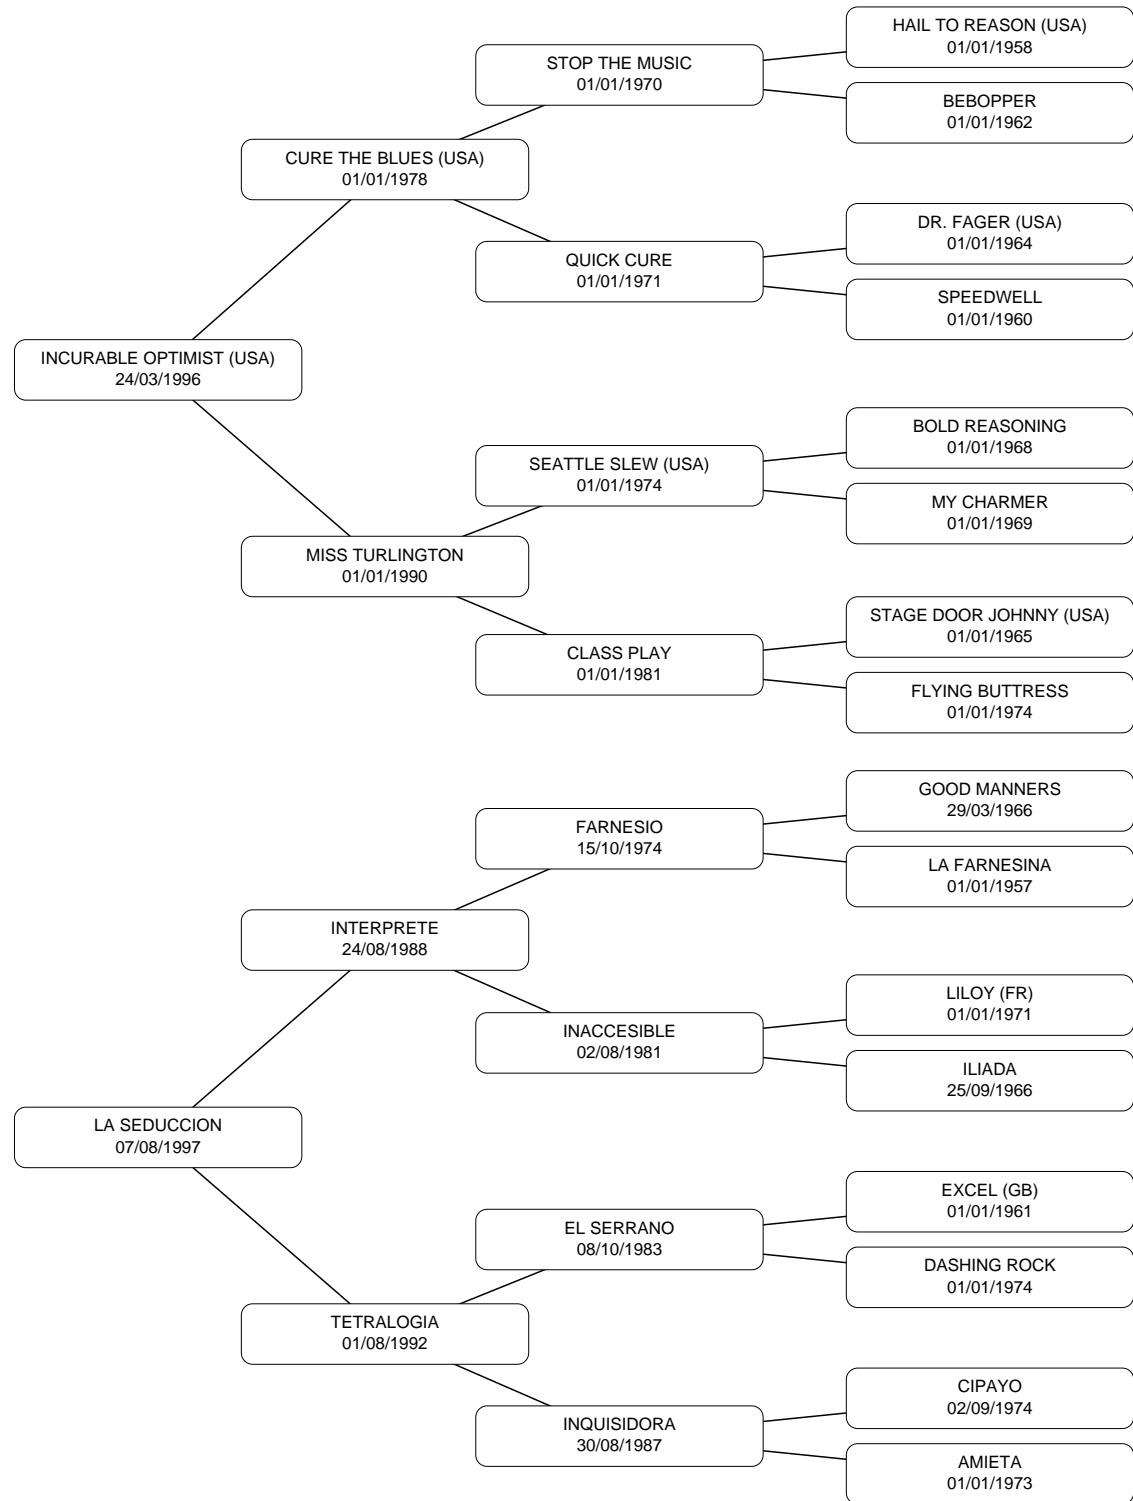 HAIL TO REASON (USA)
01/01/1958
STOP THE MUSIC
01/01/1970
BEBOPPER
01/01/1962
CURE THE BLUES (USA)
01/01/1978
DR. FAGER (USA)
01/01/1964
QUICK CURE
01/01/1971
SPEEDWELL
01/01/1960
INCURABLE OPTIMIST (USA)
24/03/1996
BOLD REASONING
01/01/1968
SEATTLE SLEW (USA)
01/01/1974
MY CHARMER
01/01/1969
MISS TURLINGTON
01/01/1990
STAGE DOOR JOHNNY (USA)
01/01/1965
CLASS PLAY
01/01/1981
FLYING BUTTRESS
01/01/1974
GOOD MANNERS
29/03/1966
FARNESIO
15/10/1974
LA FARNESINA
01/01/1957
INTERPRETE
24/08/1988
LILOY (FR)
01/01/1971
INACCESIBLE
02/08/1981
ILIADA
25/09/1966
LA SEDUCCION
07/08/1997
EXCEL (GB)
01/01/1961
EL SERRANO
08/10/1983
DASHING ROCK
01/01/1974
TETRALOGIA
01/08/1992
CIPAYO
02/09/1974
INQUISIDORA
30/08/1987
AMIETA
01/01/1973